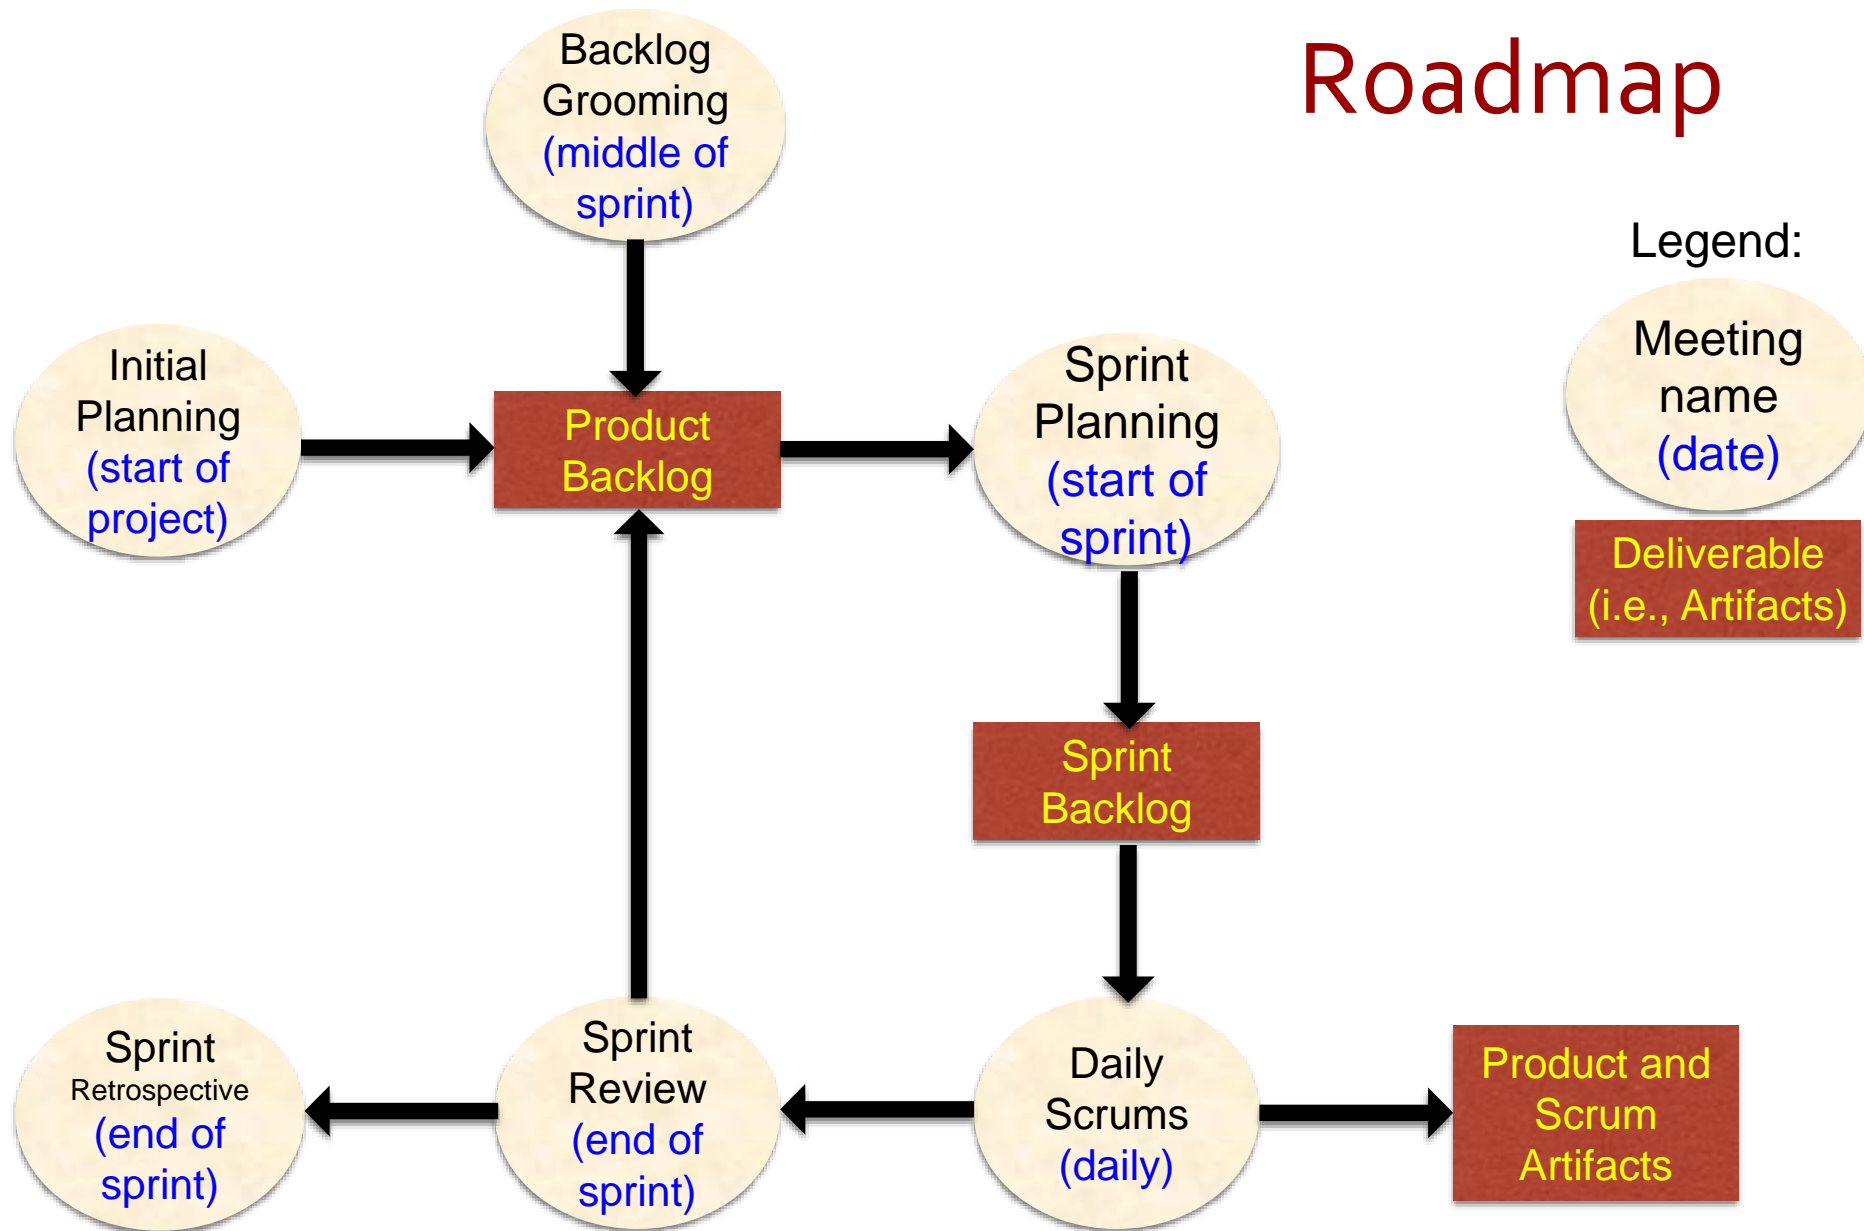 Roadmap
Backlog
Grooming
(middle of
sprint)
Legend:
Meeting
name
(date)
Deliverable
(i.e., Artifacts)
Initial
Planning
(start of
project)
Product
Backlog
Sprint
Planning
(start of
sprint)
Sprint
Backlog
Sprint
Retrospective
(end of
sprint)
Sprint
Review
(end of
sprint)
Daily
Scrums
(daily)
Product and
Scrum
Artifacts